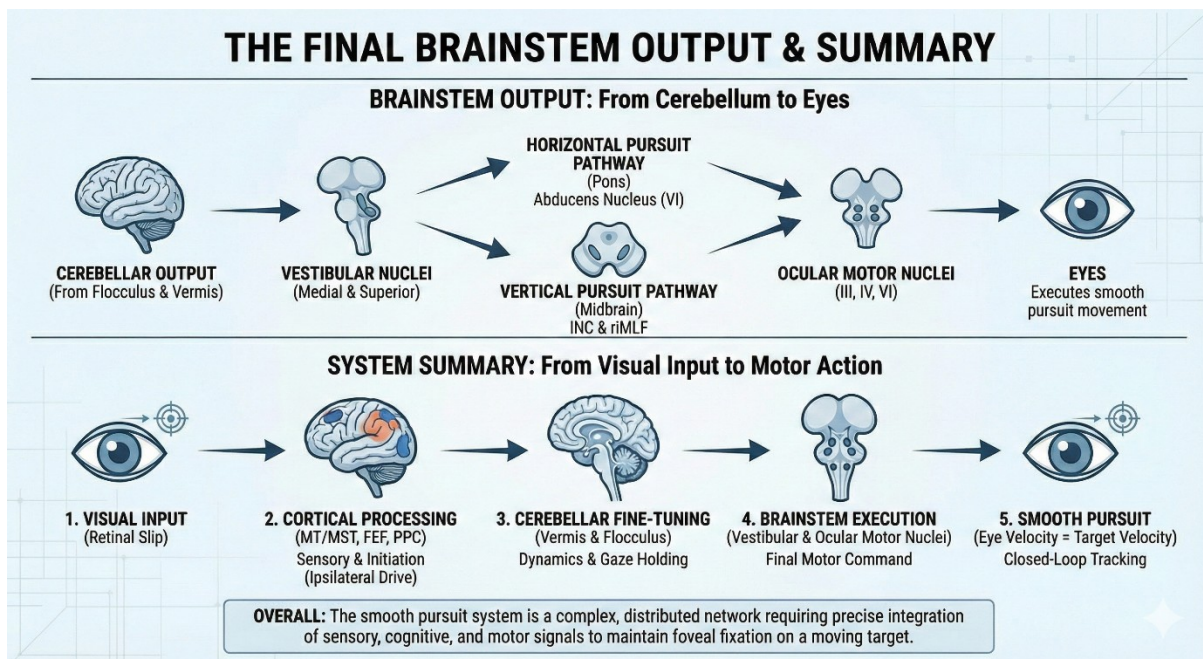 THE FINAL BRAINSTEM OUTPUT & SUMMARY
BRAINSTEM OUTPUT: From Cerebellum to Eyes
CEREBELLAR OUTPUT
(From Flocculus & Vermis)
VESTIBULAR NUCLEI
(Medial & Superior)
HORIZONTAL PURSUIT
PATHWAY
(Pons)
Abducens Nucleus (VI)
VERTICAL PURSUIT PATHWAY
(Midbrain)
INC & riMLF
OCULAR MOTOR NUCLEI
(III, IV, VI)
EYES
Executes smooth
pursuit movement
SYSTEM SUMMARY: From Visual Input to Motor Action
1. VISUAL INPUT
(Retinal Slip)
2. CORTICAL PROCESSING
(MT/MST, FEF, PPC)
Sensory & Initiation
(Ipsilateral Drive)
3. CEREBELLAR FINE-TUNING
(Vermis & Flocculus)
Dynamics & Gaze Holding
4. BRAINSTEM EXECUTION
(Vestibular & Ocular Motor Nuclei)
Final Motor Command
5. SMOOTH PURSUIT
(Eye Velocity = Target Velocity)
Closed-Loop Tracking
OVERALL: The smooth pursuit system is a complex, distributed network requiring precise integration
of sensory, cognitive, and motor signals to maintain foveal fixation on a moving target.